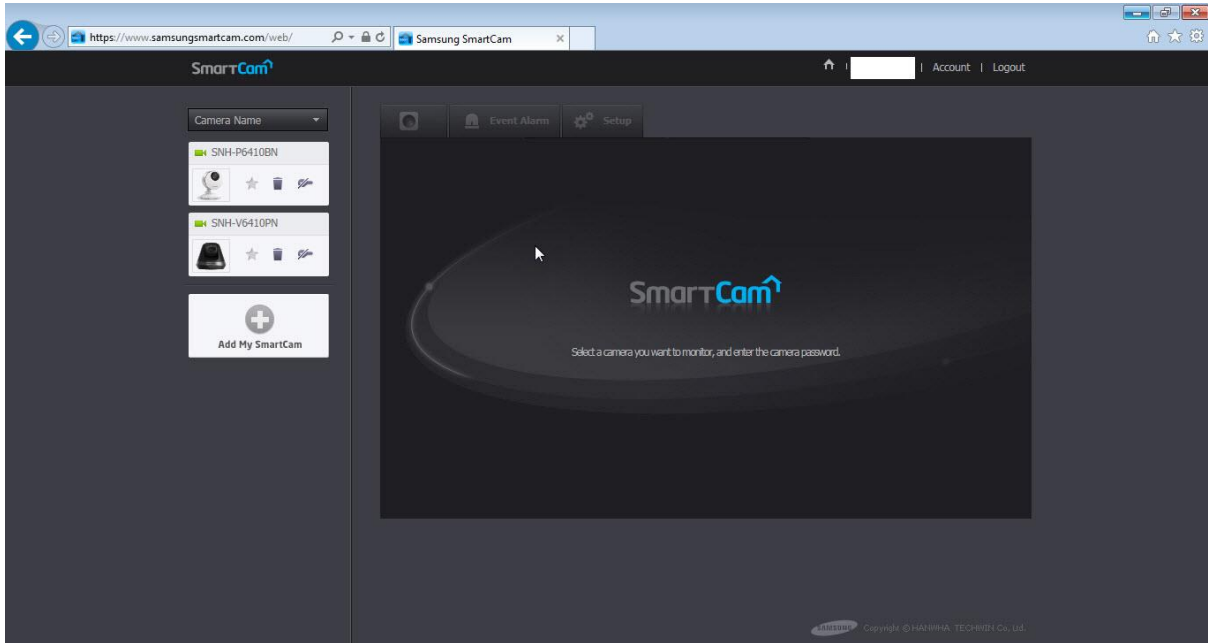 https://www.samsungsmartcam.com/web/
Samsung SmartCam
SmartCam
| | Account | Logout
Camera Name
Event Alarm
Setup
SNH-P6410BN
SNH-V6410PN
Add My SmartCam
SmartCam
Select a camera you want to monitor, and enter the camera password.
SAMSUNG Copyright © HANWHA TECHWIN Co., Ltd.